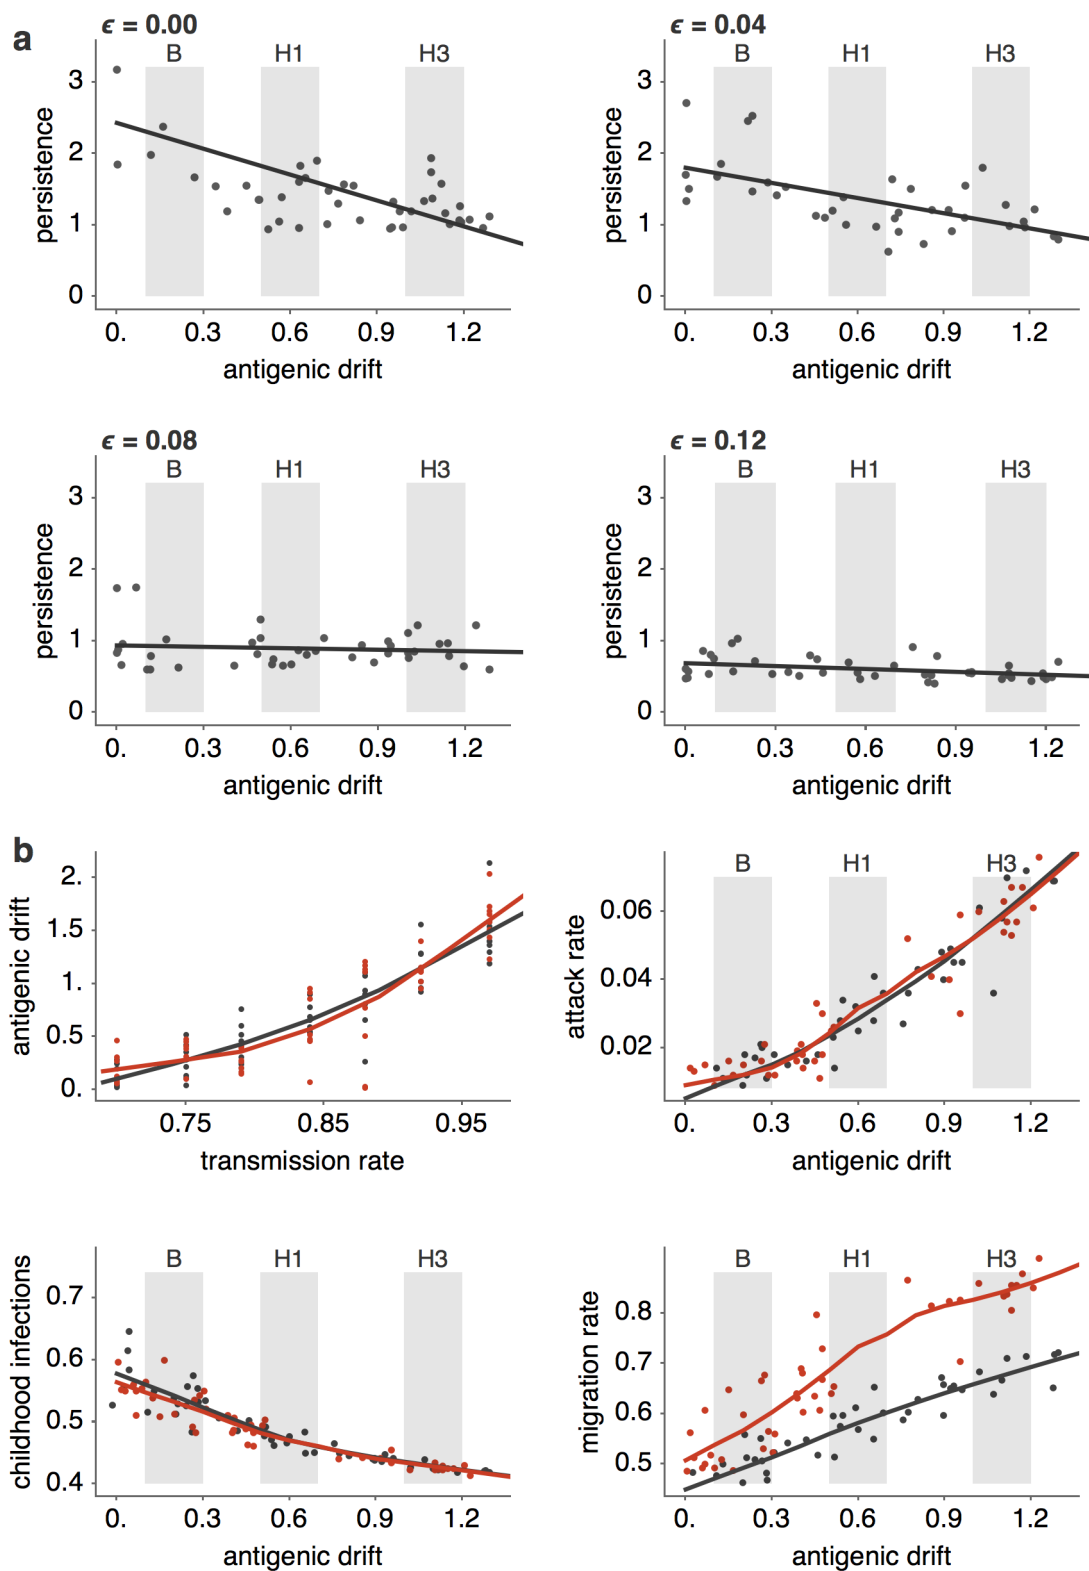 a
ϵ = 0.00
B H1 H3
persistence
3
2
1
0
0. 0.3 0.6 0.9 1.2
antigenic drift
ϵ = 0.04
B H1 H3
persistence
3
2
1
0
0. 0.3 0.6 0.9 1.2
antigenic drift
ϵ = 0.08
B H1 H3
persistence
3
2
1
0
0. 0.3 0.6 0.9 1.2
antigenic drift
ϵ = 0.12
B H1 H3
persistence
3
2
1
0
0. 0.3 0.6 0.9 1.2
antigenic drift
b
antigenic drift
2.
1.5
1.
0.5
0.
0.75 0.85 0.95
transmission rate
B H1 H3
attack rate
0.06
0.04
0.02
0. 0.3 0.6 0.9 1.2
antigenic drift
B H1 H3
childhood infections
0.7
0.6
0.5
0.4
0. 0.3 0.6 0.9 1.2
antigenic drift
B H1 H3
migration rate
0.8
0.7
0.6
0.5
0. 0.3 0.6 0.9 1.2
antigenic drift